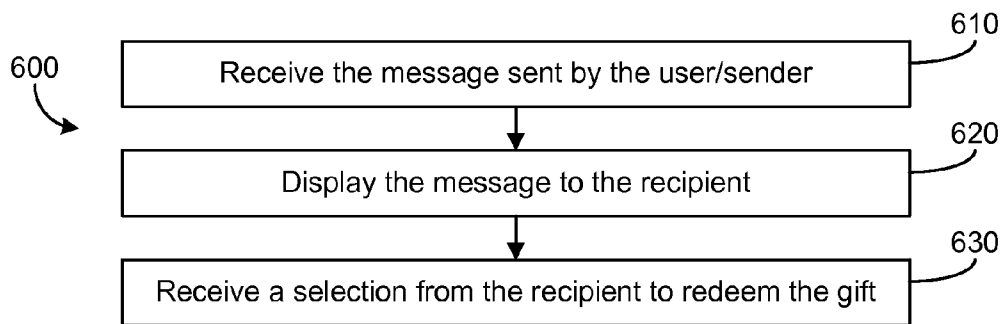 600
610
Receive the message sent by the user/sender
620
Display the message to the recipient
630
Receive a selection from the recipient to redeem the gift